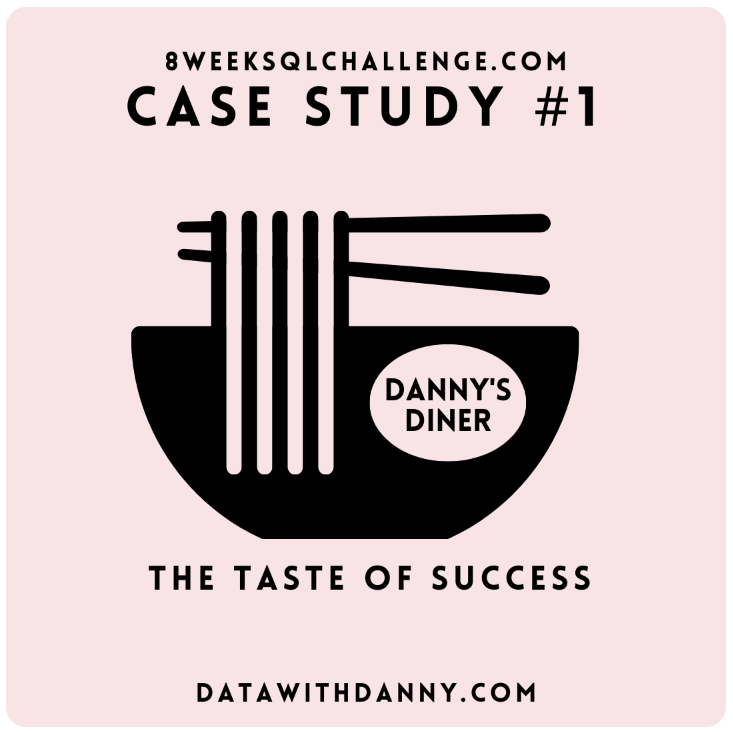 8WEEKSQLCHALLENGE.COM
CASE STUDY #1
DANNY'S
DINER
THE TASTE OF SUCCESS
DATAWITHDANNY.COM